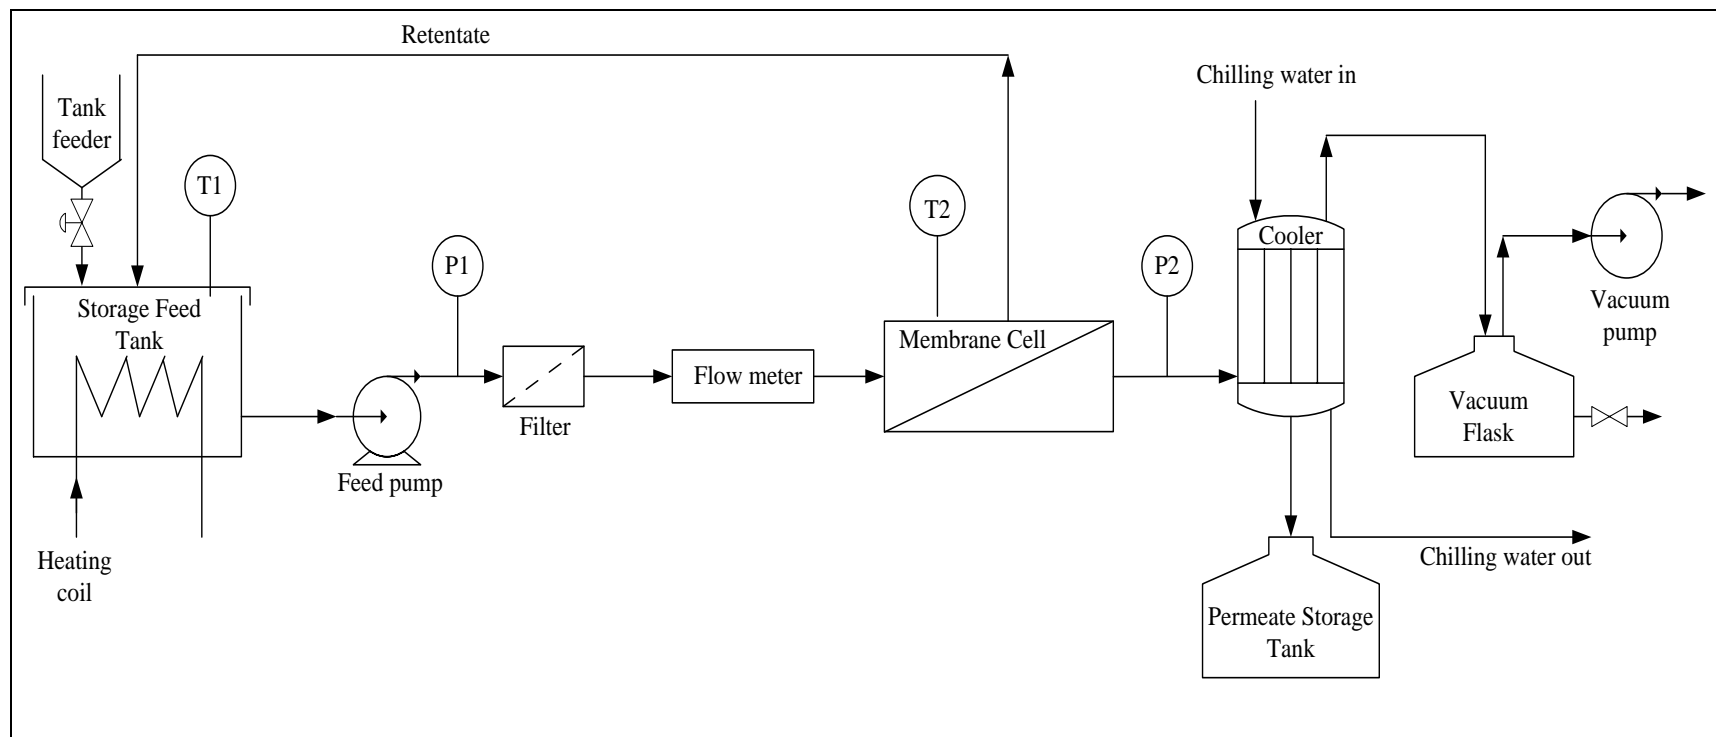 Retentate
Chilling water in
Tank
feeder
T1
T2
P1
P2
Cooler
Storage Feed
Tank
Vacuum
pump
Membrane Cell
Flow meter
Filter
Vacuum
Flask
Feed pump
Heating
coil
Chilling water out
Permeate Storage
Tank